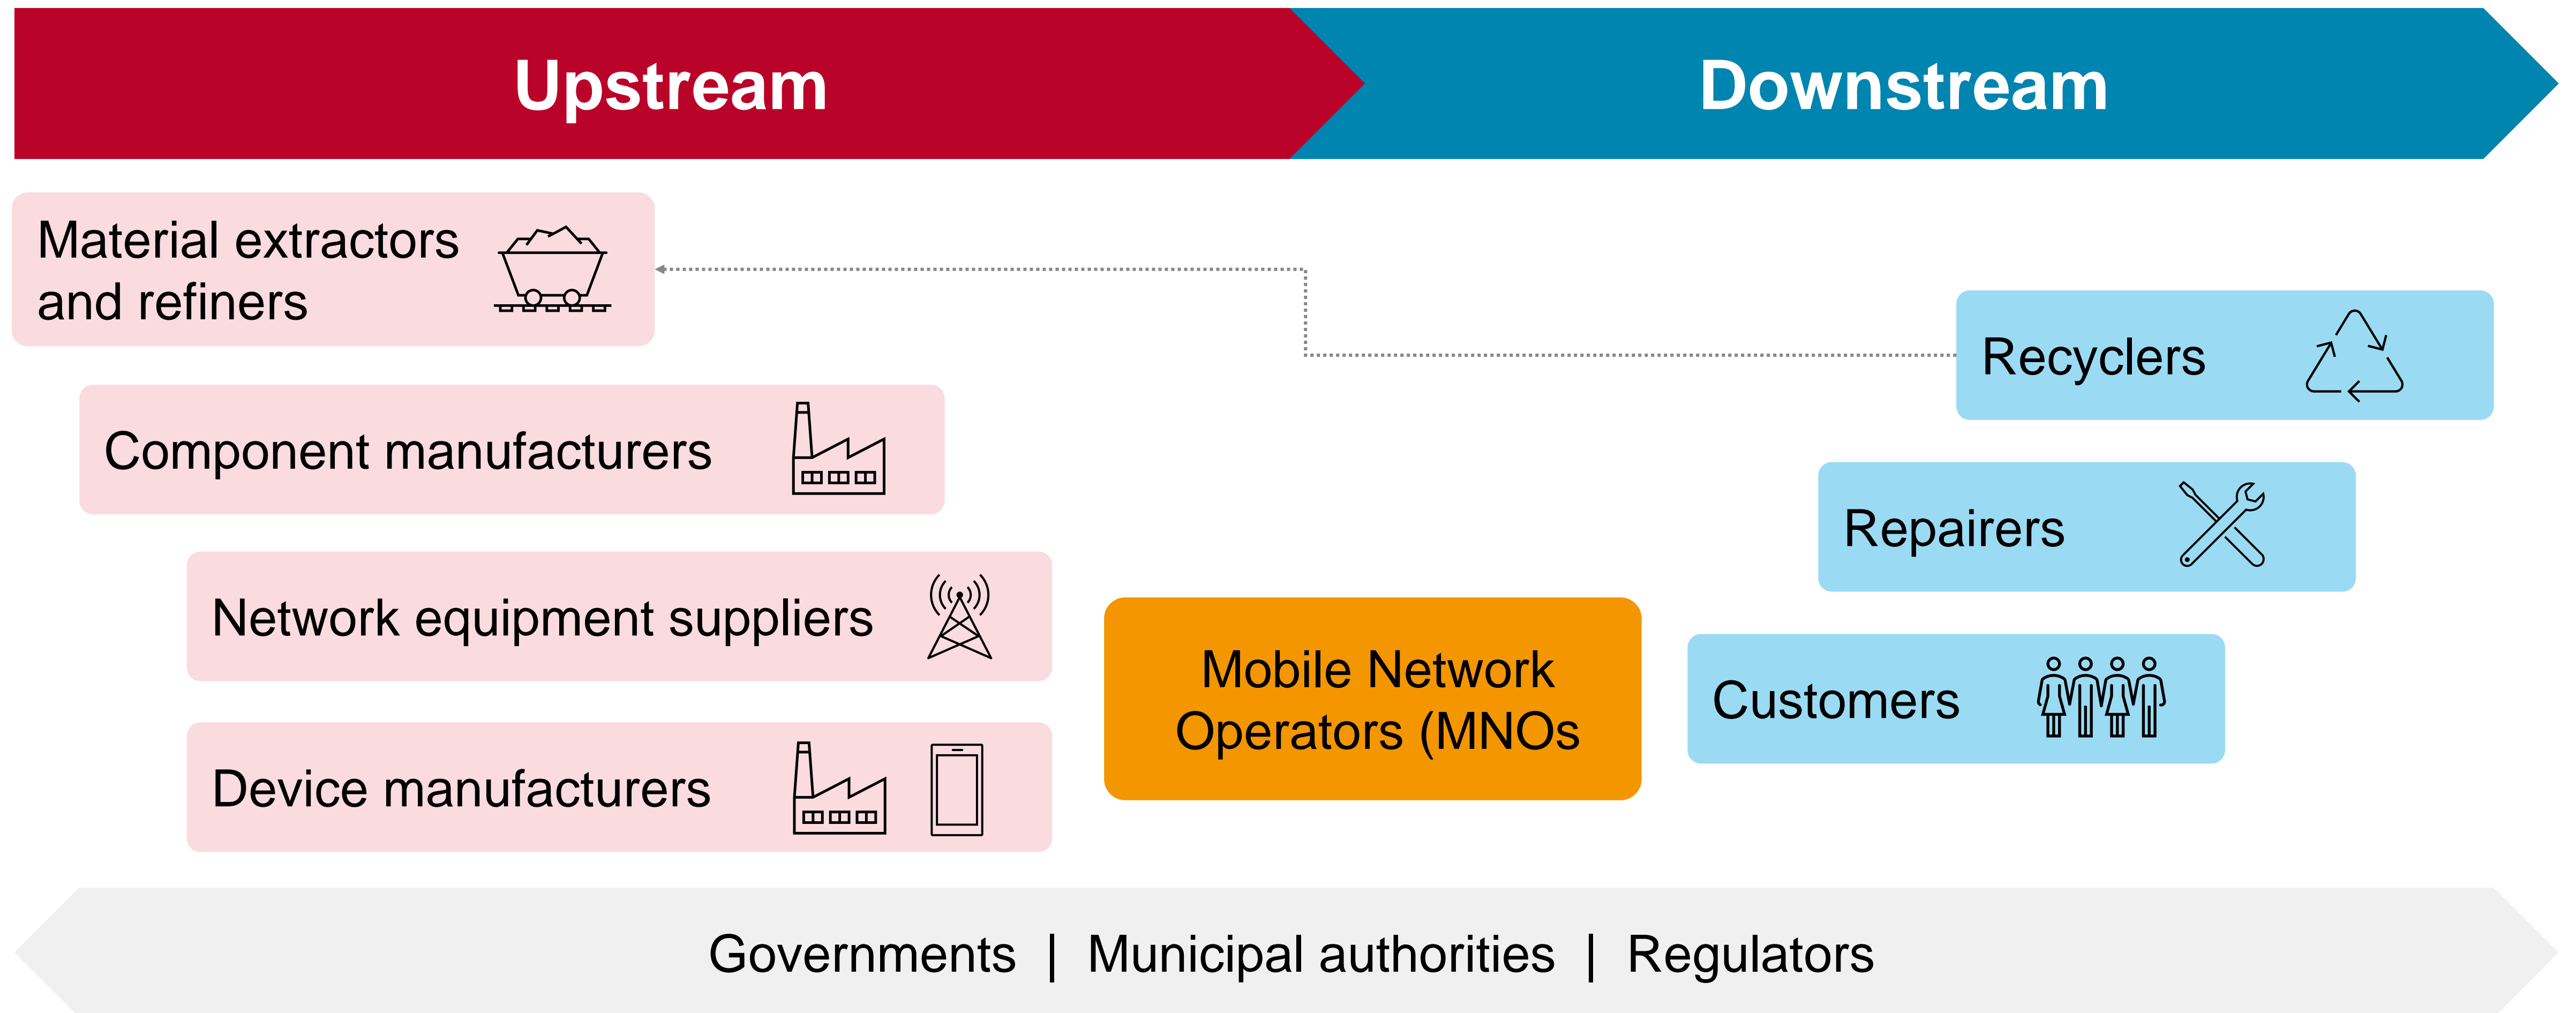 Upstream
Downstream
Material extractors
and refiners
Component manufacturers
Network equipment suppliers
Device manufacturers
Mobile Network
Operators (MNOs
Recyclers
Repairers
Customers
Governments | Municipal authorities | Regulators